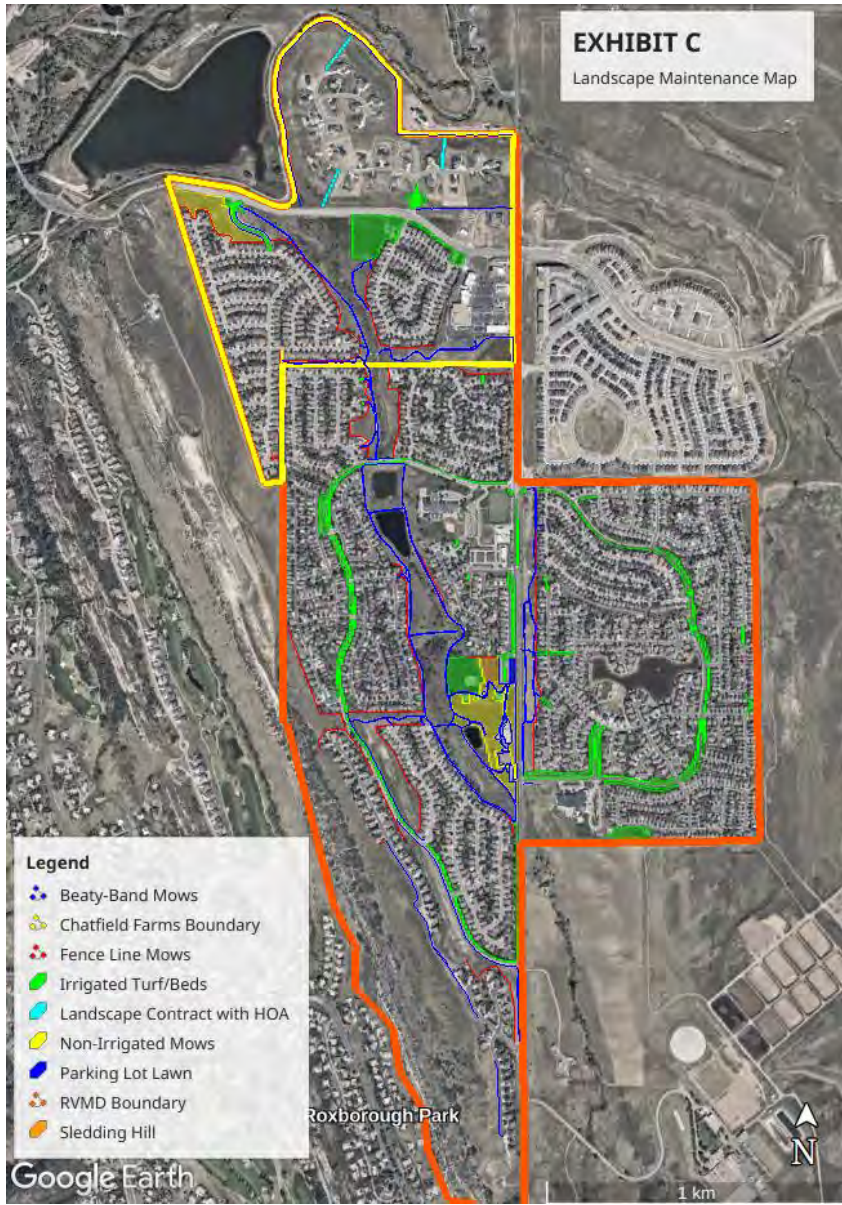 EXHIBIT C
Landscape Maintenance Map
Legend
Beaty-Band Mows
Chatfield Farms Boundary
Fence Line Mows
Irrigated Turf/Beds
Landscape Contract with HOA
Non-Irrigated Mows
Parking Lot Lawn
RVMD Boundary
Sledding Hill
Roxborough Park
N
Google Earth
1 km